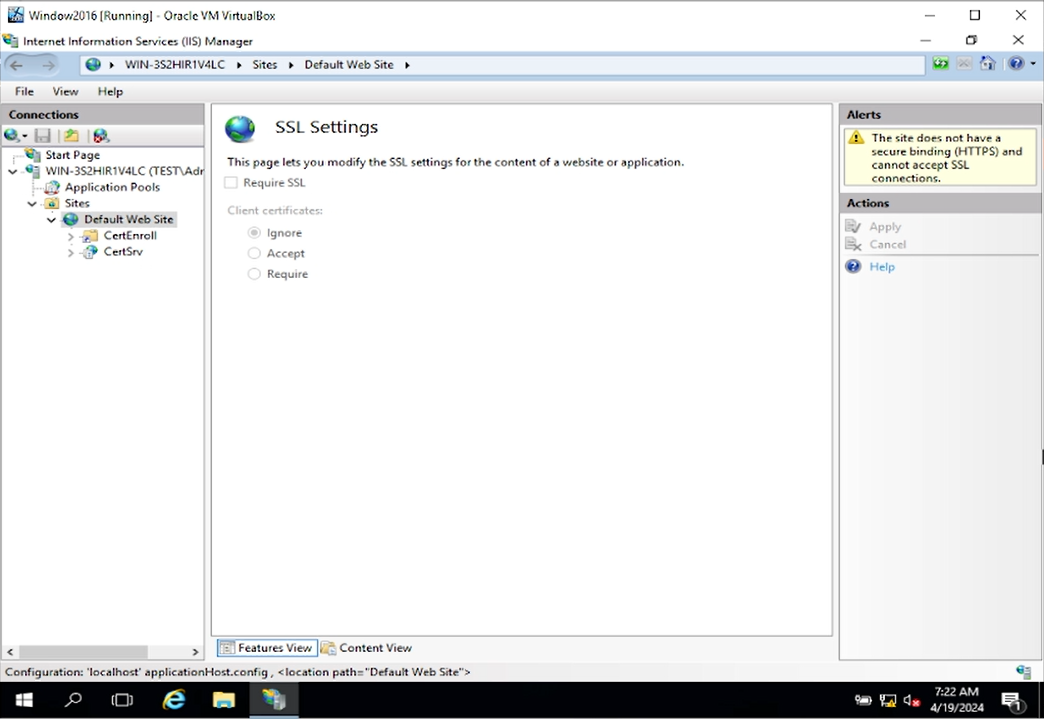 Window2016 [Running] - Oracle VM VirtualBox
Internet Information Services (IIS) Manager
WIN-3S2HIR1V4LC
Sites
Default Web Site
File View Help
Connections
Start Page
WIN-3S2HIR1V4LC (TEST\Adr
Application Pools
Sites
Default Web Site
CertEnroll
CertSrv
SSL Settings
This page lets you modify the SSL settings for the content of a website or application.
Require SSL
Client certificates:
Ignore
Accept
Require
Features View
Content View
Alerts
The site does not have a
secure binding (HTTPS) and
cannot accept SSL
connections.
Actions
Apply
Cancel
Help
Configuration: 'localhost' applicationHost.config , <location path="Default Web Site">
7:22 AM
4/19/2024
1